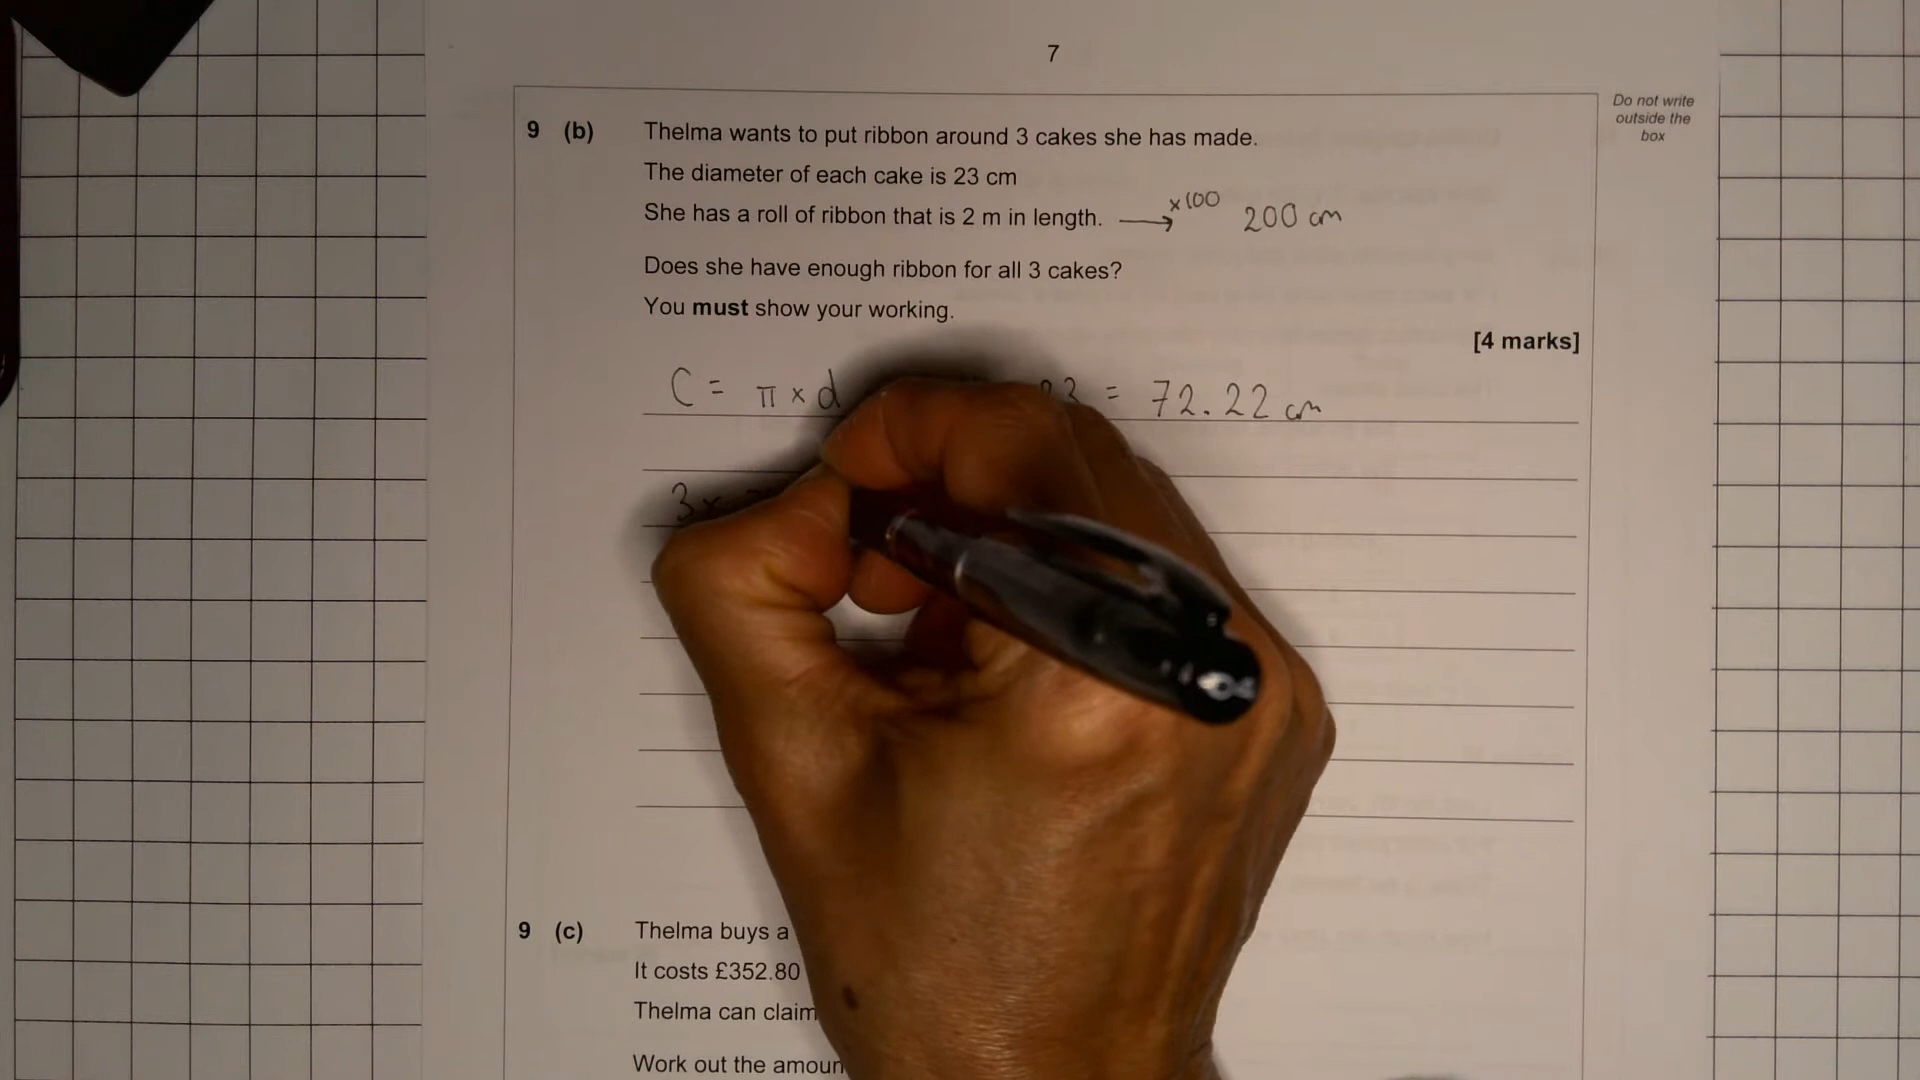 7
Do not write
outside the
box
9 (b) Thelma wants to put ribbon around 3 cakes she has made.
The diameter of each cake is 23 cm
She has a roll of ribbon that is 2 m in length. → ×100 200 cm
Does she have enough ribbon for all 3 cakes?
You must show your working.
[4 marks]
C = π × d 23 = 72.22 cm
3 ×
9 (c) Thelma buys a
It costs £352.80
Thelma can claim
Work out the